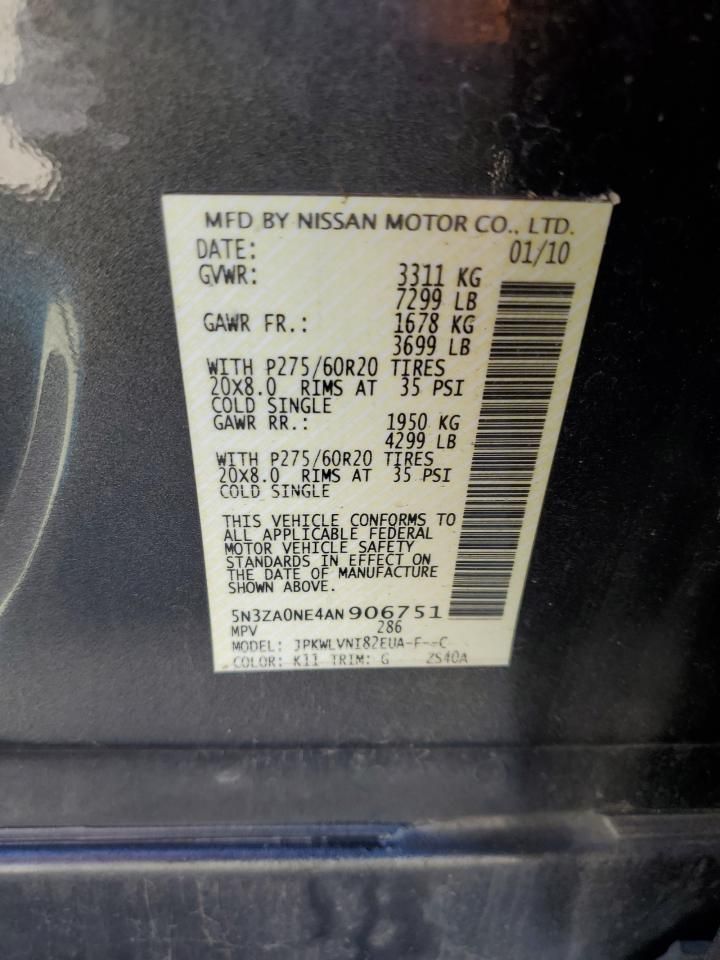 MFD BY NISSAN MOTOR CO., LTD.
DATE: 01/10
GVWR: 3311 KG
7299 LB
GAWR FR.: 1678 KG
3699 LB
WITH P275/60R20 TIRES
20X8.0 RIMS AT 35 PSI
COLD SINGLE
GAWR RR.: 1950 KG
4299 LB
WITH P275/60R20 TIRES
20X8.0 RIMS AT 35 PSI
COLD SINGLE
THIS VEHICLE CONFORMS TO
ALL APPLICABLE FEDERAL
MOTOR VEHICLE SAFETY
STANDARDS IN EFFECT ON
THE DATE OF MANUFACTURE
SHOWN ABOVE.
5N3ZA0NE4AN906751
MPV 286
MODEL: JPKWLVNI82EUA-F--C
COLOR: K11 TRIM: G ZS40A